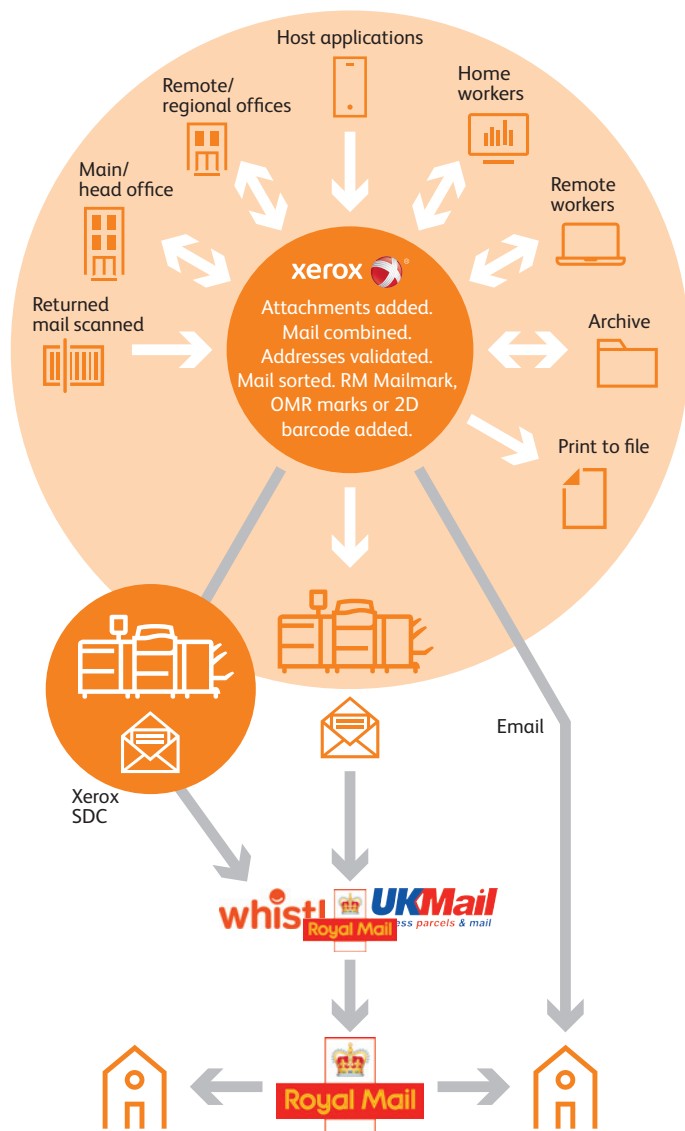 Host applications
Remote/
regional offices
Home
workers
Main/
head office
Remote
workers
Returned
mail scanned
Archive
Print to file
xerox
Attachments added.
Mail combined.
Addresses validated.
Mail sorted. RM Mailmark,
OMR marks or 2D
barcode added.
Email
Xerox
SDC
whistl
UKMail
ess parcels & mail
Royal Mail
Royal Mail